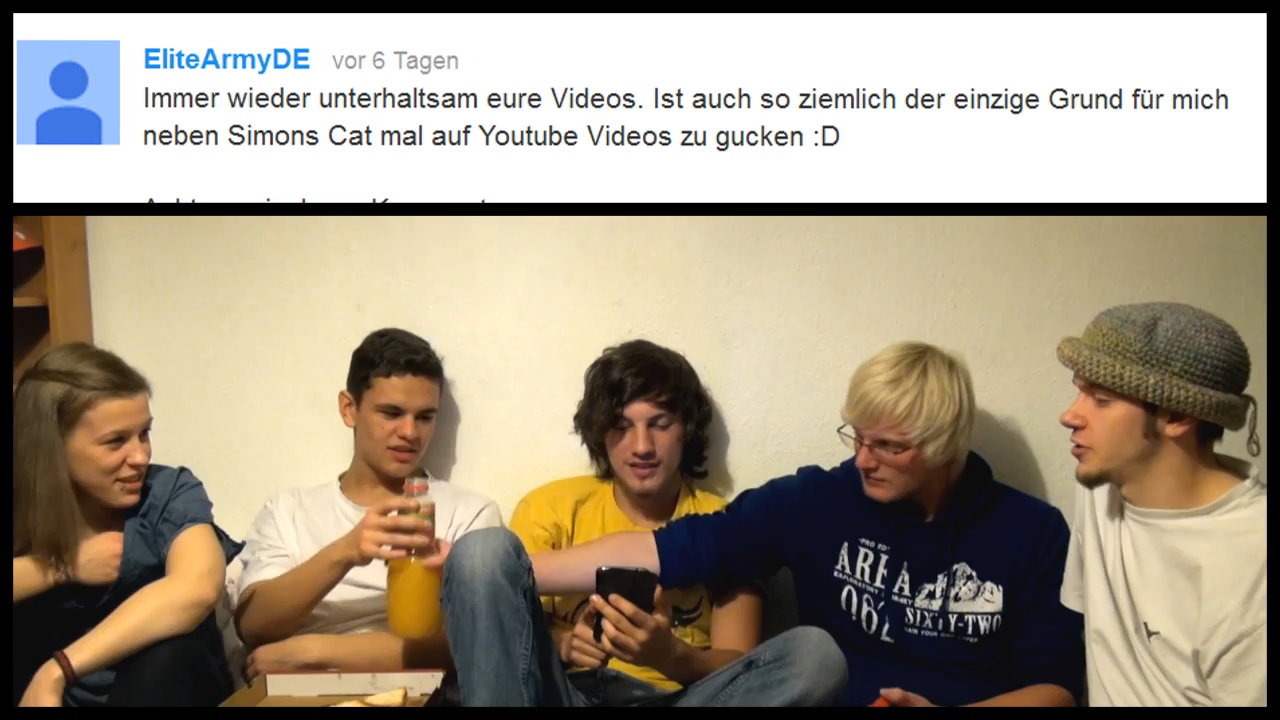 EliteArmyDE vor 6 Tagen
Immer wieder unterhaltsam eure Videos. Ist auch so ziemlich der einzige Grund für mich
neben Simons Cat mal auf Youtube Videos zu gucken :D
AREA
SIXTY-TWO